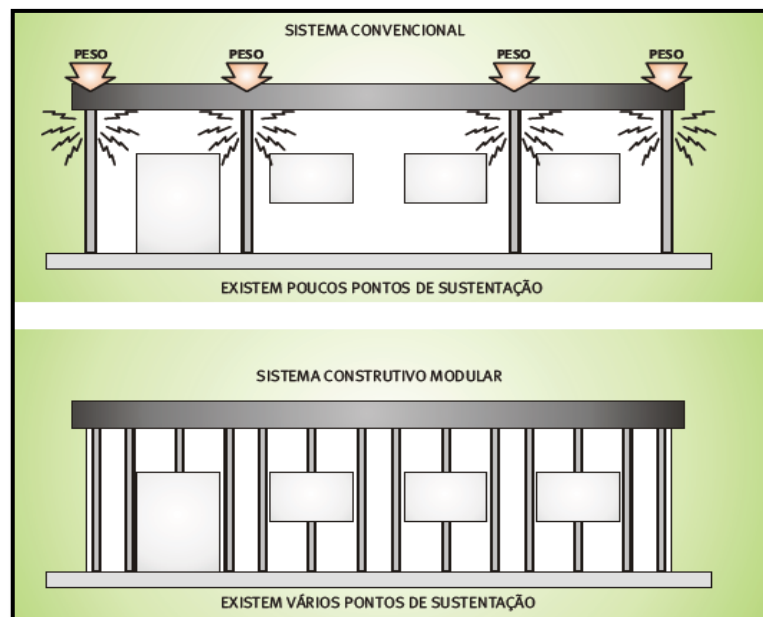 SISTEMA CONVENCIONAL
PESO PESO PESO PESO
EXISTEM POUCOS PONTOS DE SUSTENTAÇÃO
SISTEMA CONSTRUTIVO MODULAR
EXISTEM VÁRIOS PONTOS DE SUSTENTAÇÃO